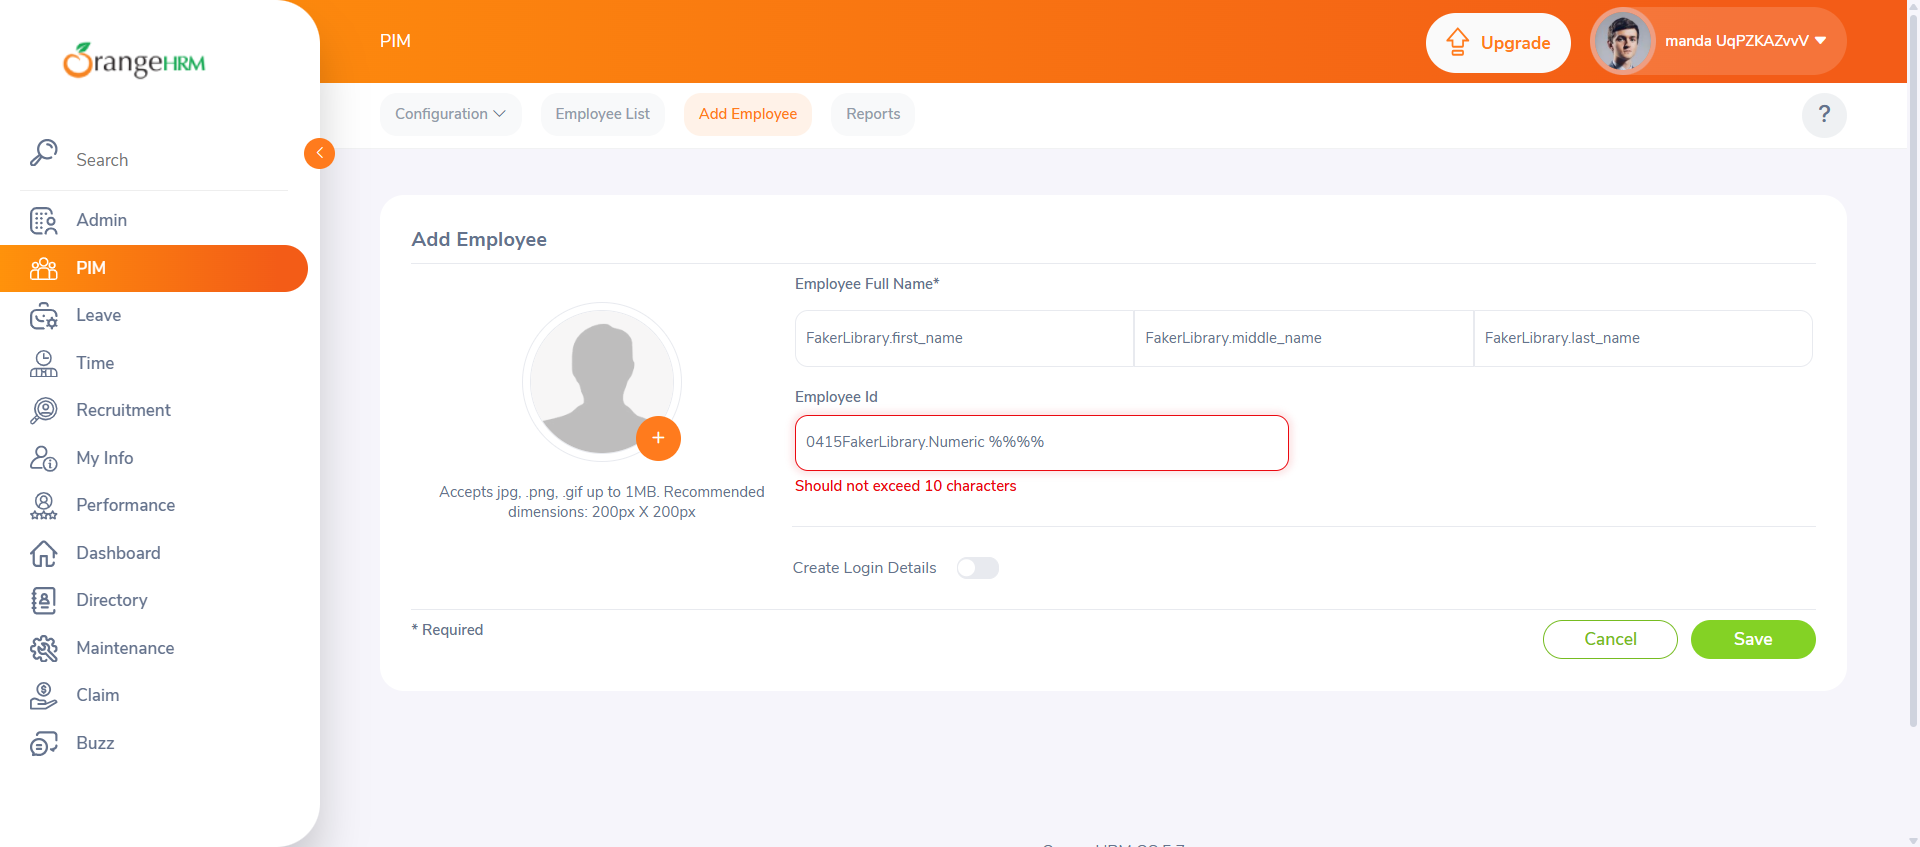 OrangeHRM
PIM
Upgrade
manda UqPZKAZvvV
Configuration
Employee List
Add Employee
Reports
?
Search
Admin
PIM
Leave
Time
Recruitment
My Info
Performance
Dashboard
Directory
Maintenance
Claim
Buzz
Add Employee
Accepts jpg, .png, .gif up to 1MB. Recommended
dimensions: 200px X 200px
Employee Full Name*
FakerLibrary.first_name
FakerLibrary.middle_name
FakerLibrary.last_name
Employee Id
0415FakerLibrary.Numeric %%%%
Should not exceed 10 characters
Create Login Details
* Required
Cancel
Save